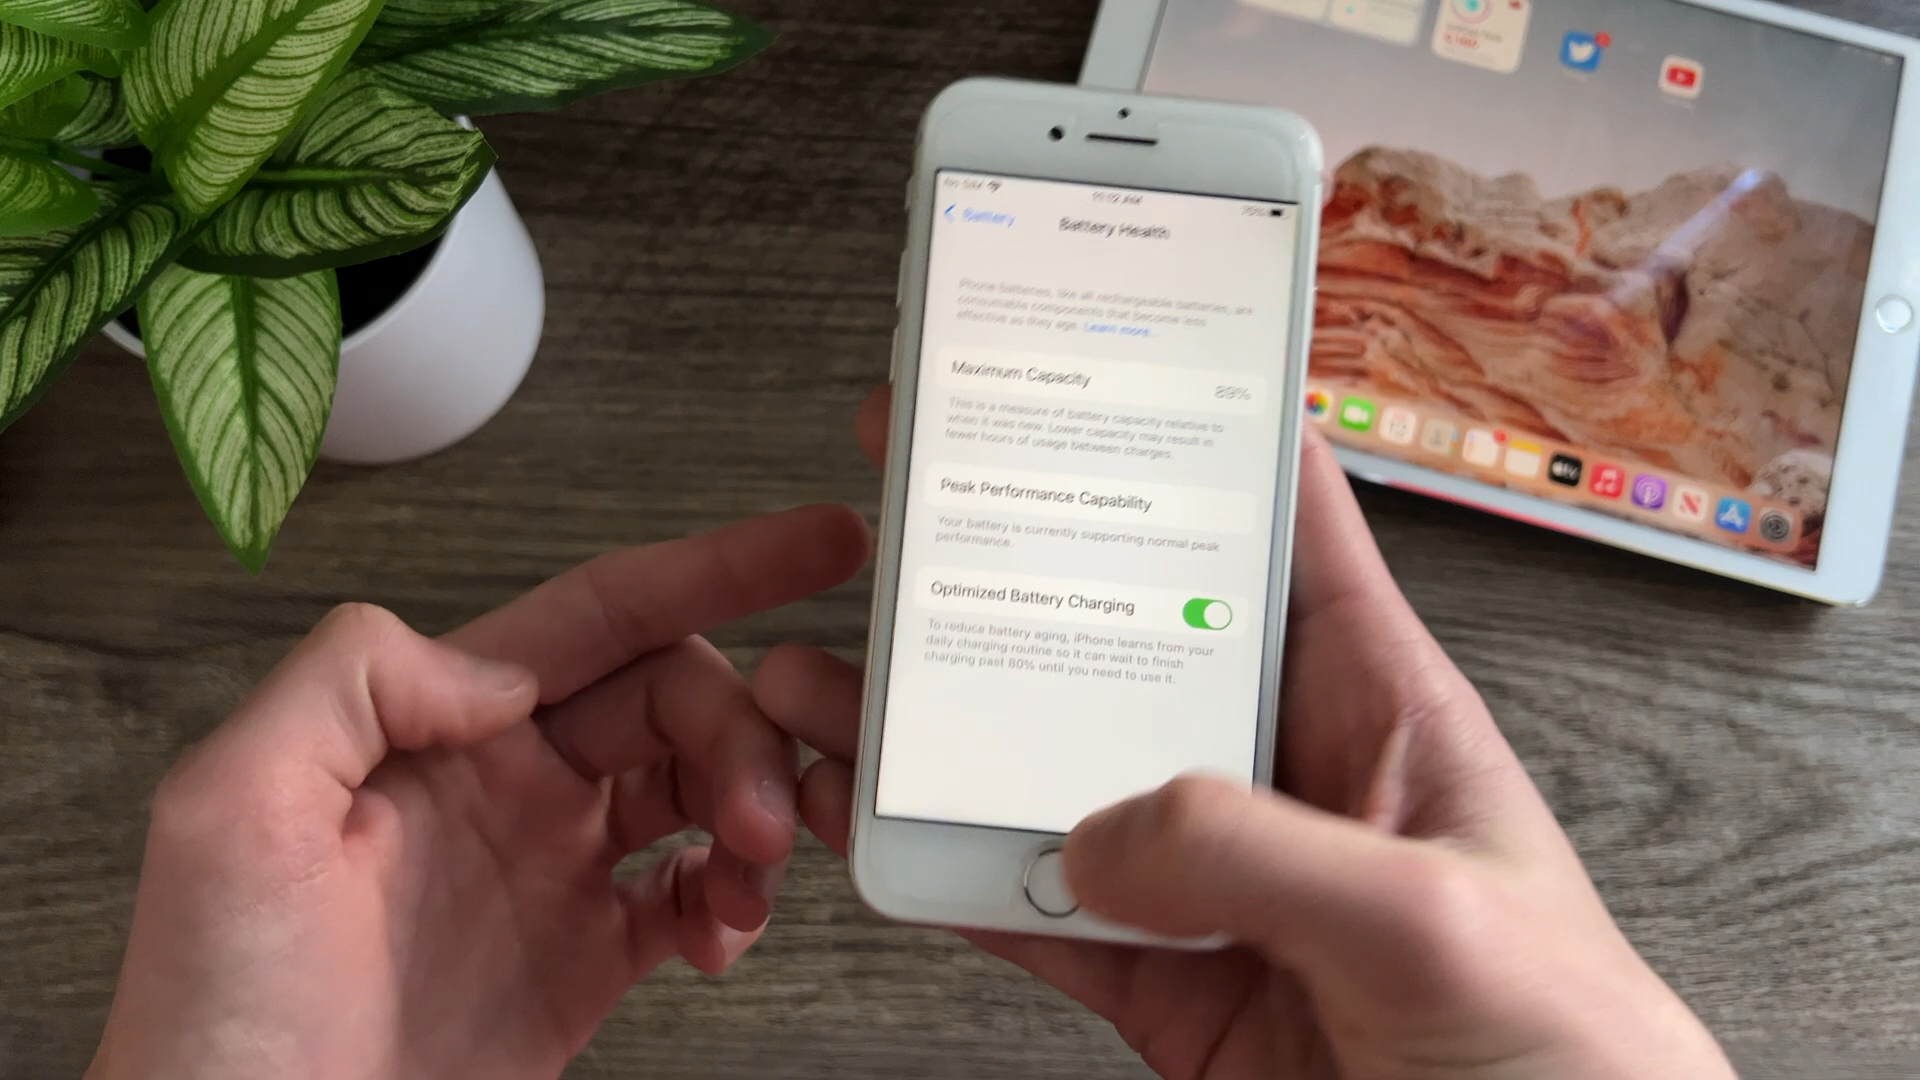 No SIM
Battery
Battery Health
iPhone batteries, like all rechargeable batteries, are
consumable components that become less
effective as they age. Learn more...
Maximum Capacity
This is a measure of battery capacity relative to
when it was new. Lower capacity may result in
fewer hours of usage between charges.
Peak Performance Capability
Your battery is currently supporting normal peak
performance.
Optimized Battery Charging
To reduce battery aging, iPhone learns from your
daily charging routine so it can wait to finish
charging past 80% until you need to use it.
tv